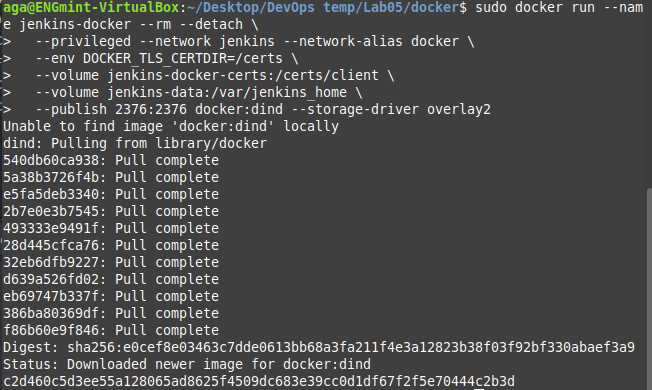 aga@ENGmint-VirtualBox:~/Desktop/DevOps temp/Lab05/docker$ sudo docker run --nam
e jenkins-docker --rm --detach \
>   --privileged --network jenkins --network-alias docker \
>   --env DOCKER_TLS_CERTDIR=/certs \
>   --volume jenkins-docker-certs:/certs/client \
>   --volume jenkins-data:/var/jenkins_home \
>   --publish 2376:2376 docker:dind --storage-driver overlay2
Unable to find image 'docker:dind' locally
dind: Pulling from library/docker
540db60ca938: Pull complete
5a38b3726f4b: Pull complete
e5fa5deb3340: Pull complete
2b7e0e3b7545: Pull complete
493333e9491f: Pull complete
28d445cfca76: Pull complete
32eb6dfb9227: Pull complete
d639a526fd02: Pull complete
eb69747b337f: Pull complete
386ba80369df: Pull complete
f86b60e9f846: Pull complete
Digest: sha256:e0cef8e03463c7dde0613bb68a3fa211f4e3a12823b38f03f92bf330abaef3a9
Status: Downloaded newer image for docker:dind
c2d460c5d3ee55a128065ad8625f4509dc683e39cc0d1df67f2f5e70444c2b3d